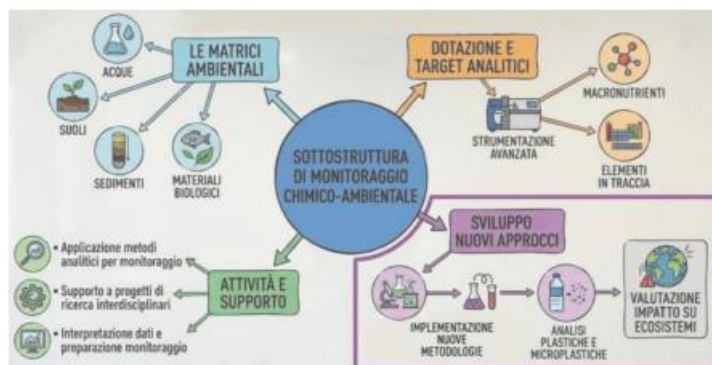 LE MATRICI
AMBIENTALI
ACQUE
SUOLI
SEDIMENTI
MATERIALI
BIOLOGICI
DOTAZIONE E
TARGET ANALITICI
STRUMENTAZIONE
AVANZATA
MACRONUTRIENTI
ELEMENTI
IN TRACCIA
SOTTOSTRUTTURA
DI MONITORAGGIO
CHIMICO-AMBIENTALE
ATTIVITÀ E
SUPPORTO
• Applicazione metodi
analitici per monitoraggio
• Supporto a progetti di
ricerca interdisciplinari
• Interpretazione dati e
preparazione monitoraggio
SVILUPPO
NUOVI APPROCCI
IMPLEMENTAZIONE
NUOVE
METODOLOGIE
ANALISI
PLASTICHE E
MICROPLASTICHE
VALUTAZIONE
IMPATTO SU
ECOSISTEMI